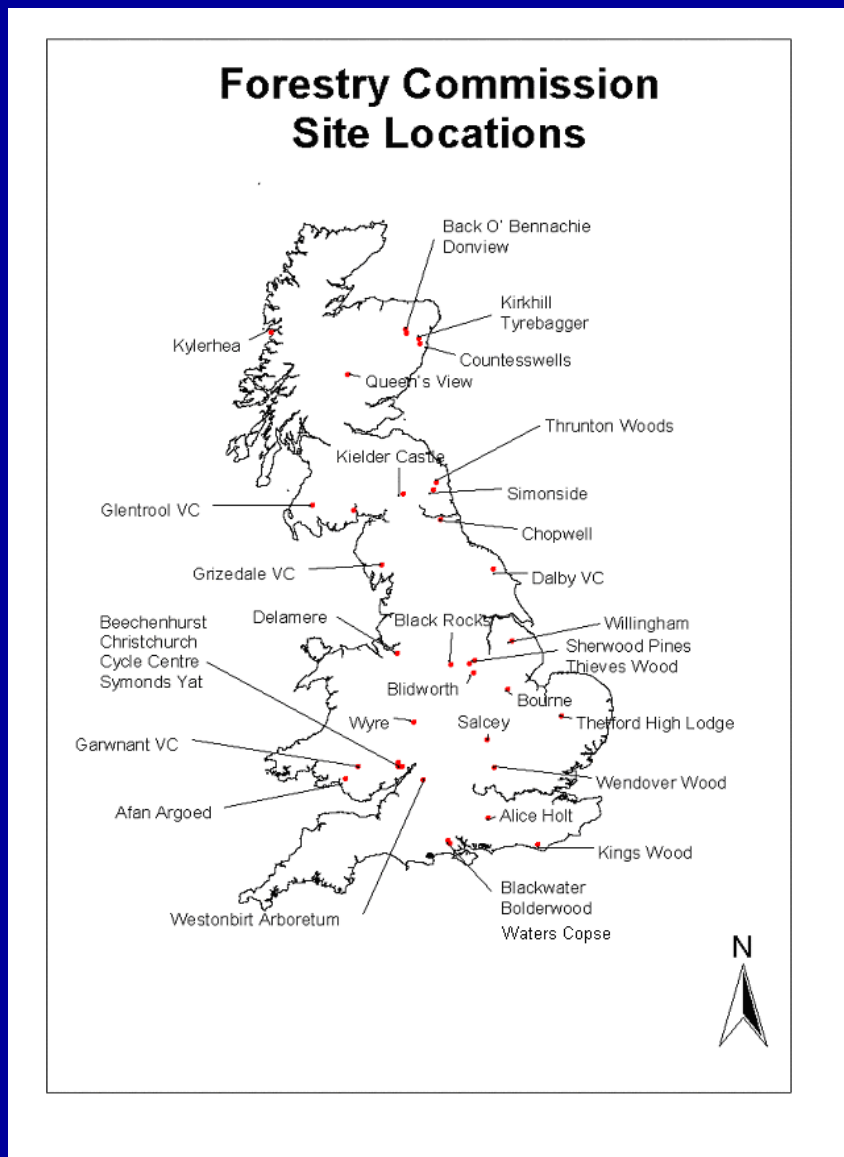 Forestry Commission
Site Locations
Back O' Bennachie
Donview
Kirkhill
Tyrebagger
Kylerhea
Countesswells
Queen's View
Thrunton Woods
Kielder Castle
Simonside
Glentrool VC
Chopwell
Grizedale VC
Dalby VC
Beechenhurst
Christchurch
Cycle Centre
Symonds Yat
Delamere
Black Rocks
Willingham
Sherwood Pines
Thieves Wood
Blidworth
Bourne
Wyre
Salcey
Thetford High Lodge
Garwnant VC
Wendover Wood
Afan Argoed
Alice Holt
Kings Wood
Blackwater
Bolderwood
Waters Copse
Westonbirt Arboretum
N